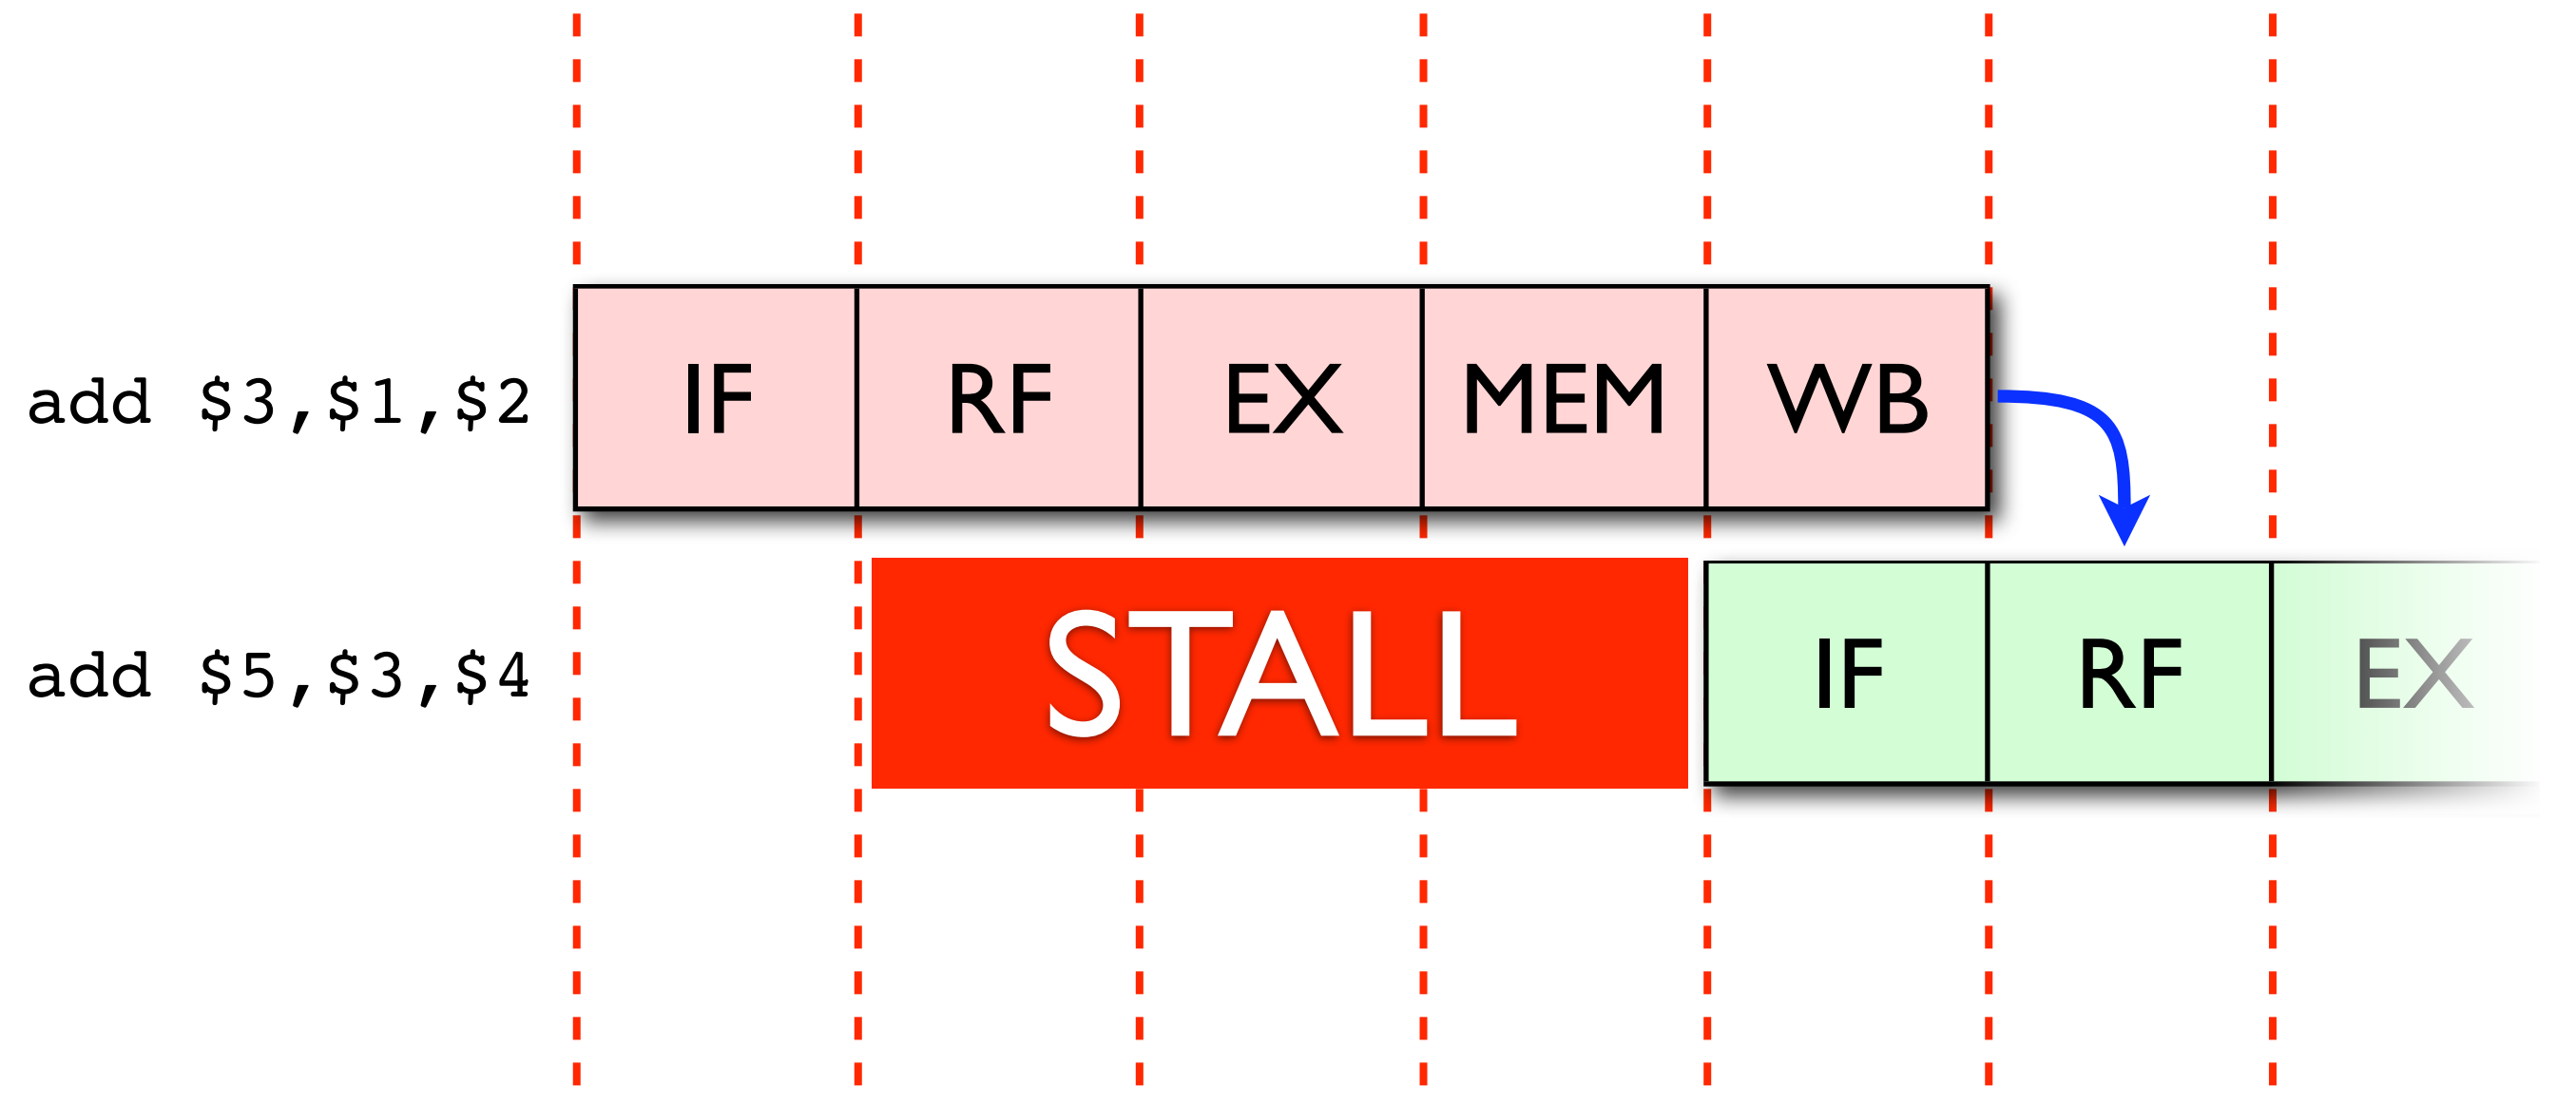 add $3,$1,$2 IF RF EX MEM WB
add $5,$3,$4 STALL IF RF EX